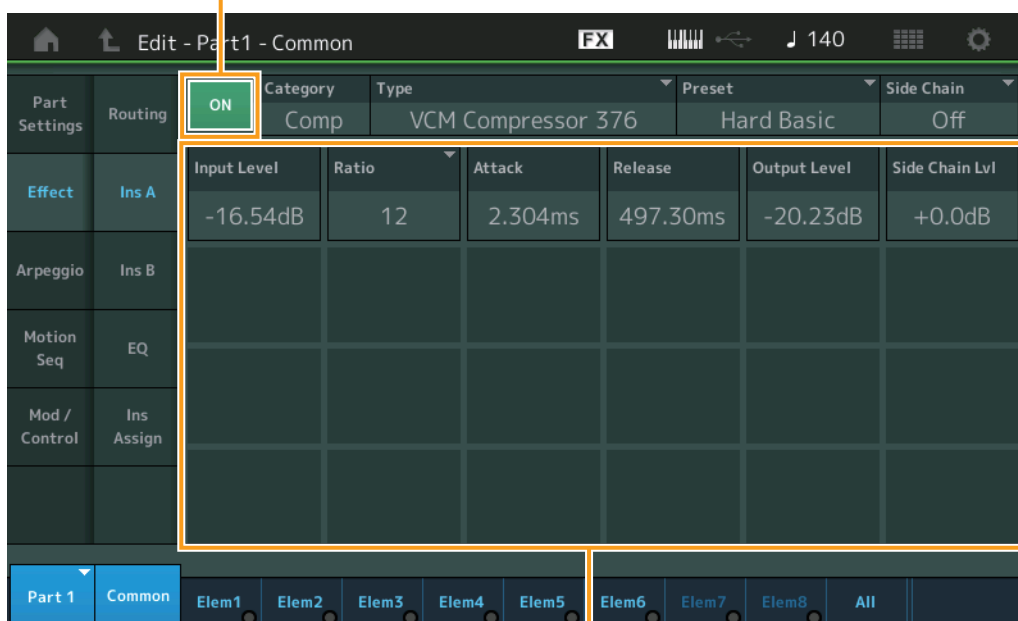 Edit - Part1 - Common FX ♩ 140
Part Settings
Routing
ON
Category
Comp
Type
VCM Compressor 376
Preset
Hard Basic
Side Chain
Off
Effect
Ins A
Input Level
-16.54dB
Ratio
12
Attack
2.304ms
Release
497.30ms
Output Level
-20.23dB
Side Chain Lvl
+0.0dB
Arpeggio
Ins B
Motion Seq
EQ
Mod / Control
Ins Assign
Part 1 Common Elem1 Elem2 Elem3 Elem4 Elem5 Elem6 Elem7 Elem8 All